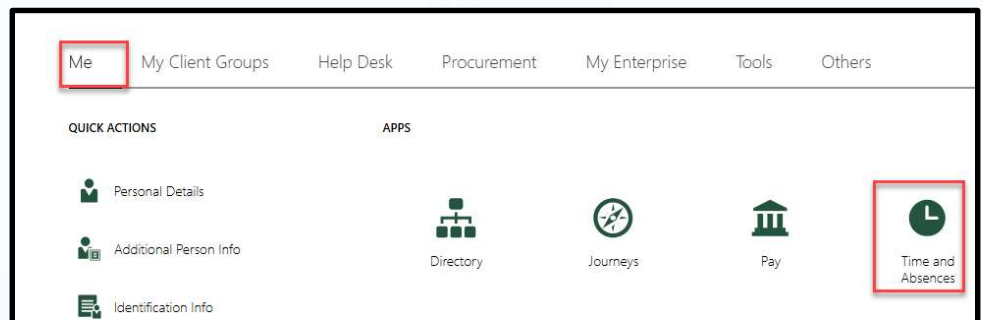 Me My Client Groups Help Desk Procurement My Enterprise Tools Others
QUICK ACTIONS APPS
Personal Details
Additional Person Info
Identification Info
Directory Journeys Pay Time and
Absences